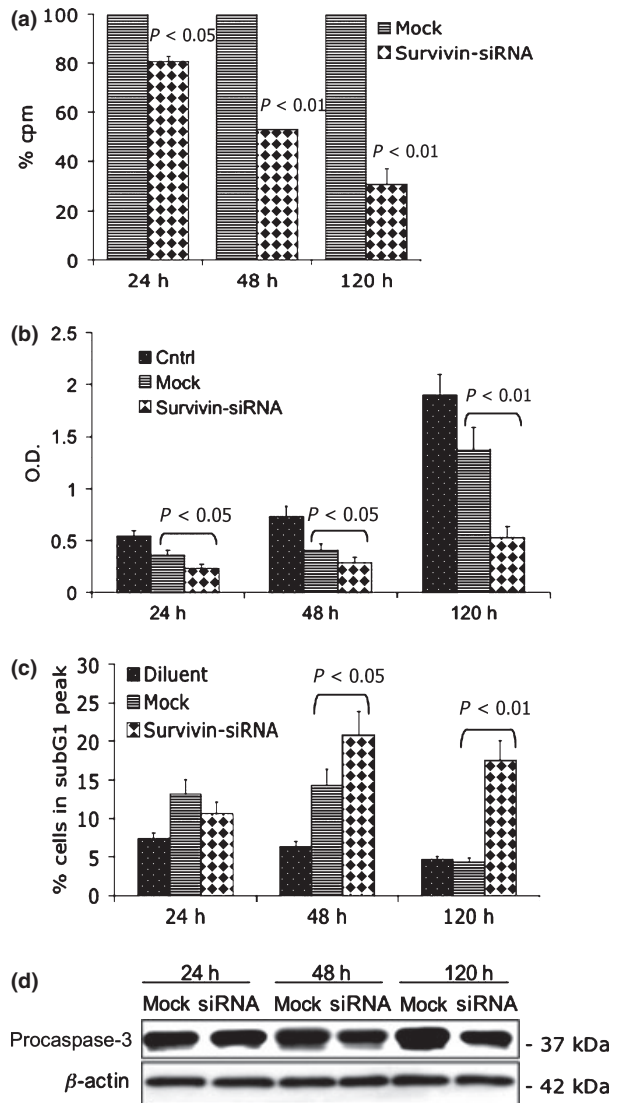 (a)
100
80
60
40
20
0
% cpm
P < 0.05
P < 0.01
P < 0.01
Mock
Survivin-siRNA
24 h 48 h 120 h
(b)
2.5
2
1.5
1
0.5
0
O.D.
Cntrl
Mock
Survivin-siRNA
P < 0.05
P < 0.05
P < 0.01
24 h 48 h 120 h
(c)
30
25
20
15
10
5
0
% cells in subG1 peak
Diluent
Mock
Survivin-siRNA
P < 0.05
P < 0.01
24 h 48 h 120 h
(d)
24 h 48 h 120 h
Mock siRNA Mock siRNA Mock siRNA
Procaspase-3 - 37 kDa
β-actin - 42 kDa